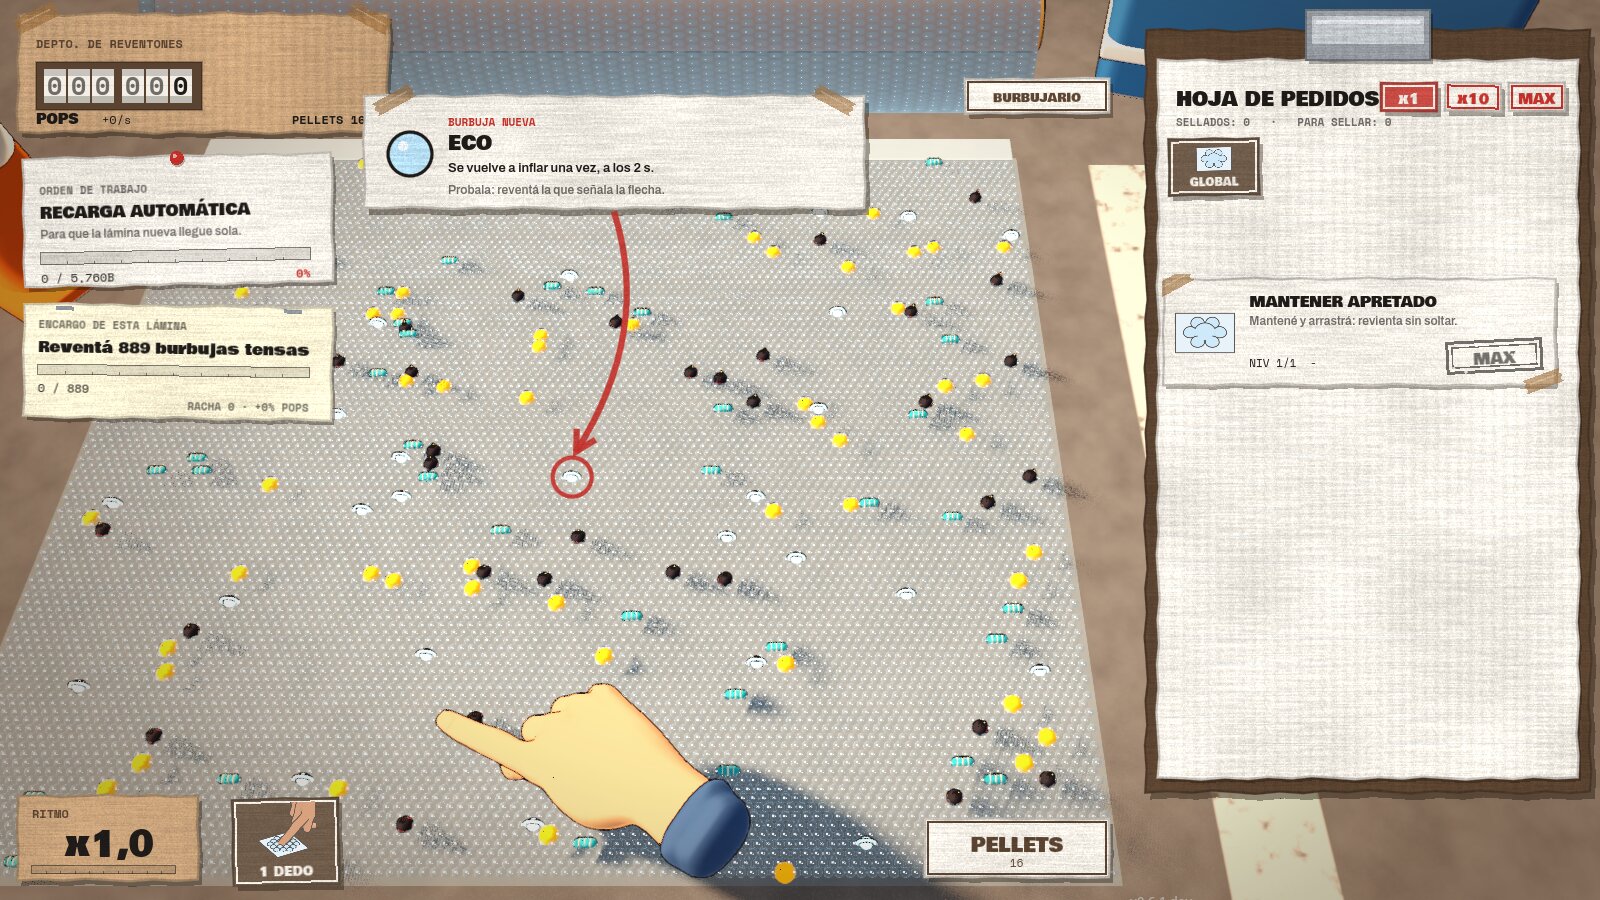 DEPTO. DE REVENTONES
000 000
POPS +0/s PELLETS 16
ORDEN DE TRABAJO
RECARGA AUTOMÁTICA
Para que la lámina nueva llegue sola.
0 / 5.760B 0%
ENCARGO DE ESTA LÁMINA
Reventá 889 burbujas tensas
0 / 889
RACHA 0 · +0% POPS
BURBUJA NUEVA
ECO
Se vuelve a inflar una vez, a los 2 s.
Probala: reventá la que señala la flecha.
BURBUJARIO
HOJA DE PEDIDOS x1 x10 MAX
SELLADOS: 0 · PARA SELLAR: 0
GLOBAL
MANTENER APRETADO
Mantené y arrastrá: revienta sin soltar.
NIV 1/1 -
MAX
RITMO
x1,0
1 DEDO
PELLETS
16